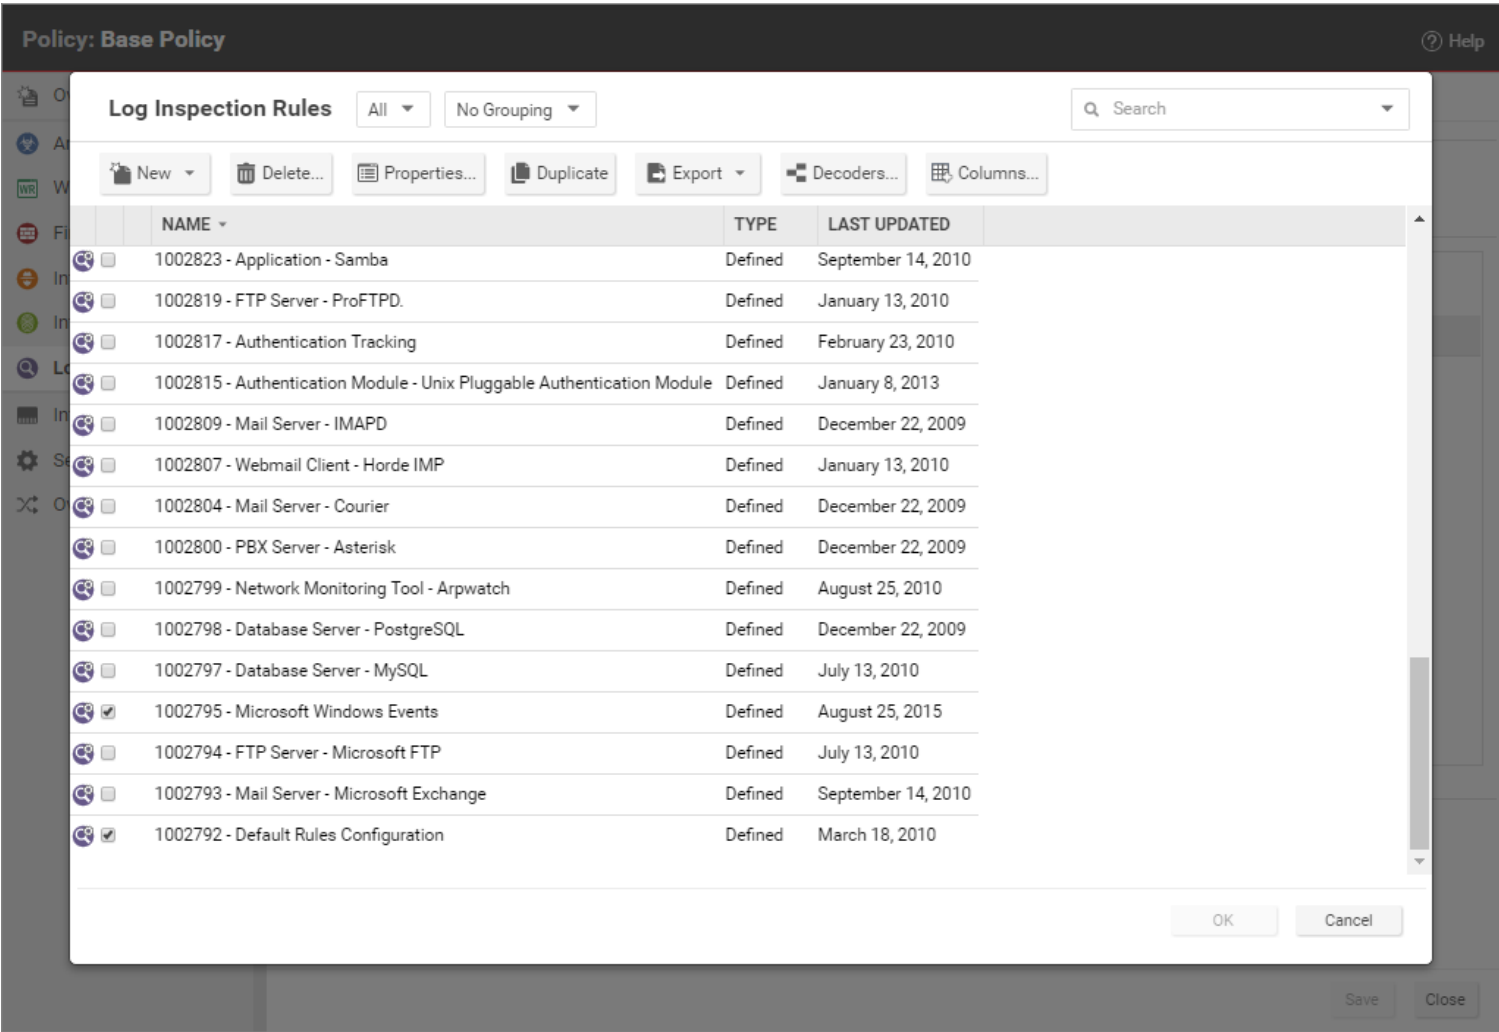 Policy: Base Policy
Help
Log Inspection Rules
All
No Grouping
Search
New
Delete...
Properties...
Duplicate
Export
Decoders...
Columns...
NAME TYPE LAST UPDATED
1002823 - Application - Samba Defined September 14, 2010
1002819 - FTP Server - ProFTPD. Defined January 13, 2010
1002817 - Authentication Tracking Defined February 23, 2010
1002815 - Authentication Module - Unix Pluggable Authentication Module Defined January 8, 2013
1002809 - Mail Server - IMAPD Defined December 22, 2009
1002807 - Webmail Client - Horde IMP Defined January 13, 2010
1002804 - Mail Server - Courier Defined December 22, 2009
1002800 - PBX Server - Asterisk Defined December 22, 2009
1002799 - Network Monitoring Tool - Arpwatch Defined August 25, 2010
1002798 - Database Server - PostgreSQL Defined December 22, 2009
1002797 - Database Server - MySQL Defined July 13, 2010
1002795 - Microsoft Windows Events Defined August 25, 2015
1002794 - FTP Server - Microsoft FTP Defined July 13, 2010
1002793 - Mail Server - Microsoft Exchange Defined September 14, 2010
1002792 - Default Rules Configuration Defined March 18, 2010
OK
Cancel
Save
Close